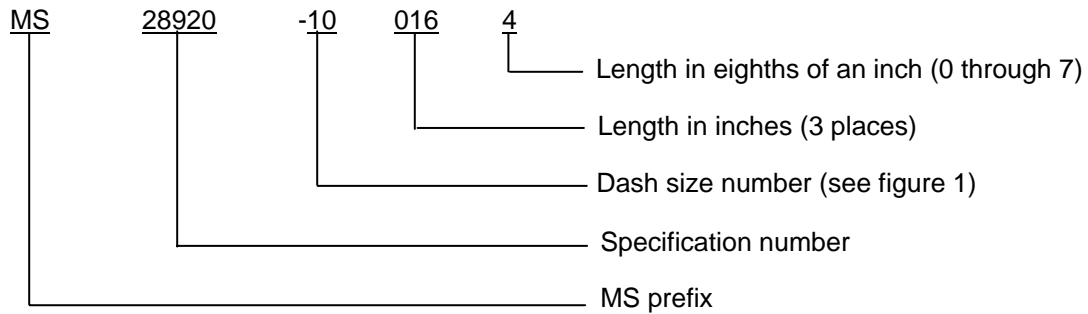 MS 28920 -10 016 4
Length in eighths of an inch (0 through 7)
Length in inches (3 places)
Dash size number (see figure 1)
Specification number
MS prefix